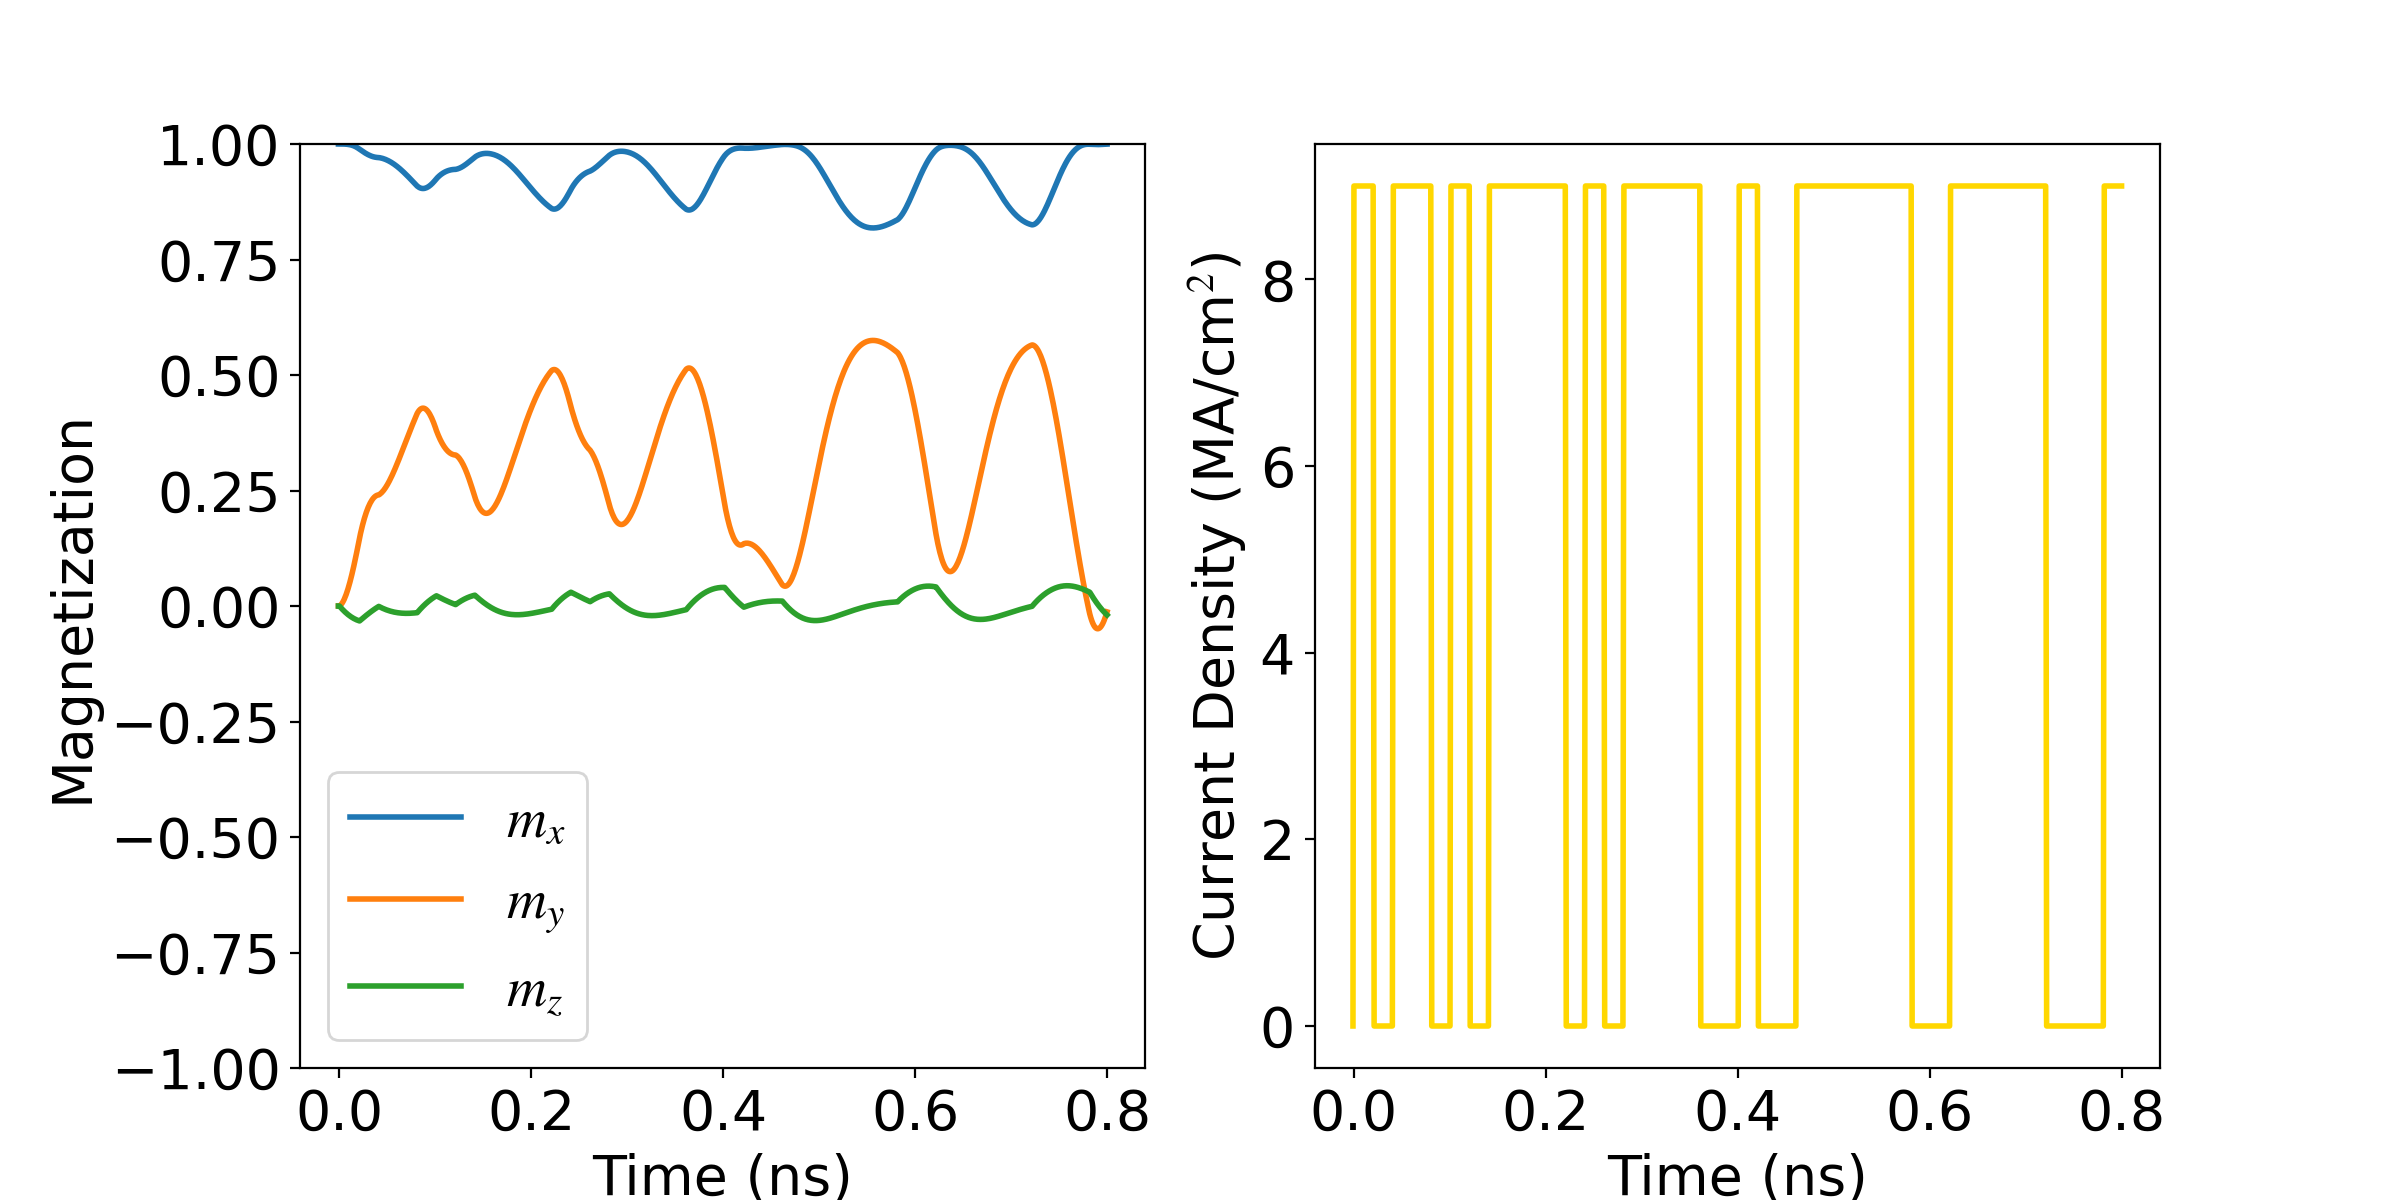 1.00
0.75
0.50
0.25
0.00
−0.25
−0.50
−0.75
−1.00
Magnetization
m_x
m_y
m_z
0.0 0.2 0.4 0.6 0.8
Time (ns)
8
6
4
2
0
Current Density (MA/cm²)
0.0 0.2 0.4 0.6 0.8
Time (ns)